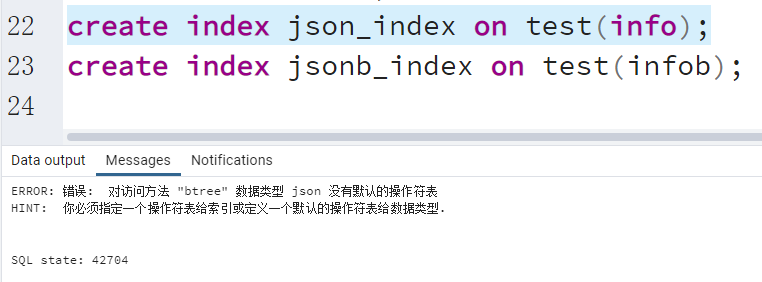 22 create index json_index on test(info);
23 create index jsonb_index on test(infob);
24
Data output Messages Notifications
ERROR: 错误: 对访问方法 "btree" 数据类型 json 没有默认的操作符表
HINT: 你必须指定一个操作符表给索引或定义一个默认的操作符表给数据类型.
SQL state: 42704